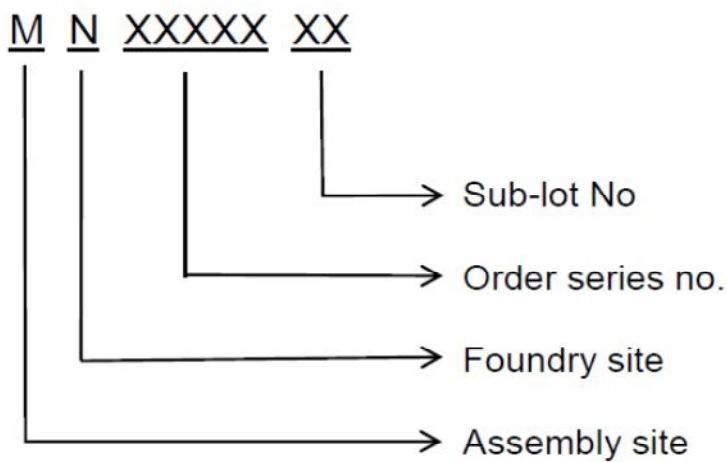 M N XXXXX XX
Sub-lot No
Order series no.
Foundry site
Assembly site